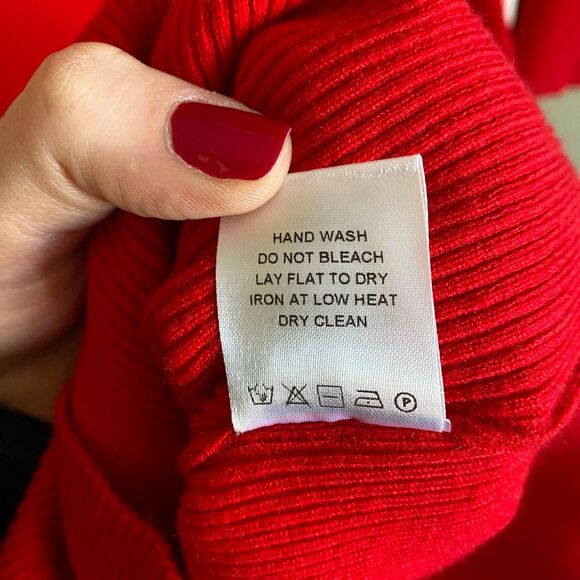 HAND WASH
DO NOT BLEACH
LAY FLAT TO DRY
IRON AT LOW HEAT
DRY CLEAN
P